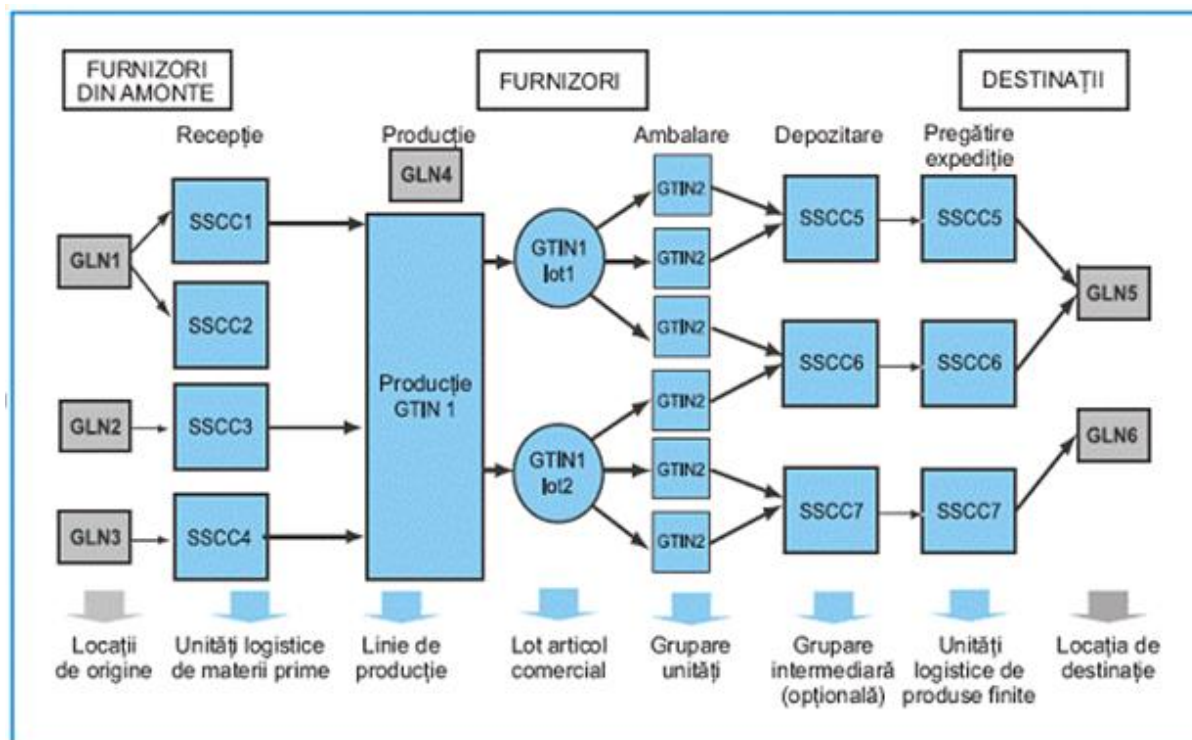 FURNIZORI
DIN AMONTE
FURNIZORI
DESTINAȚII
Recepție
Producție
Ambalare
Depozitare
Pregătire
expediție
GLN1
GLN2
GLN3
SSCC1
SSCC2
SSCC3
SSCC4
GLN4
Producție
GTIN 1
GTIN1
lot1
GTIN1
lot2
GTIN2
GTIN2
GTIN2
GTIN2
GTIN2
GTIN2
SSCC5
SSCC6
SSCC7
SSCC5
SSCC6
SSCC7
GLN5
GLN6
Locații
de origine
Unități logistice
de materii prime
Linie de
producție
Lot articol
comercial
Grupare
unități
Grupare
intermediară
(opțională)
Unități
logistice de
produse finite
Locația de
destinație